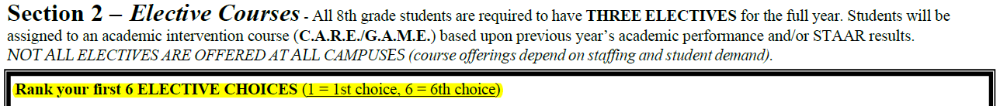 Section 2 – Elective Courses - All 8th grade students are required to have THREE ELECTIVES for the full year. Students will be
assigned to an academic intervention course (C.A.R.E./G.A.M.E.) based upon previous year’s academic performance and/or STAAR results.
NOT ALL ELECTIVES ARE OFFERED AT ALL CAMPUSES (course offerings depend on staffing and student demand).
Rank your first 6 ELECTIVE CHOICES (1 = 1st choice, 6 = 6th choice)